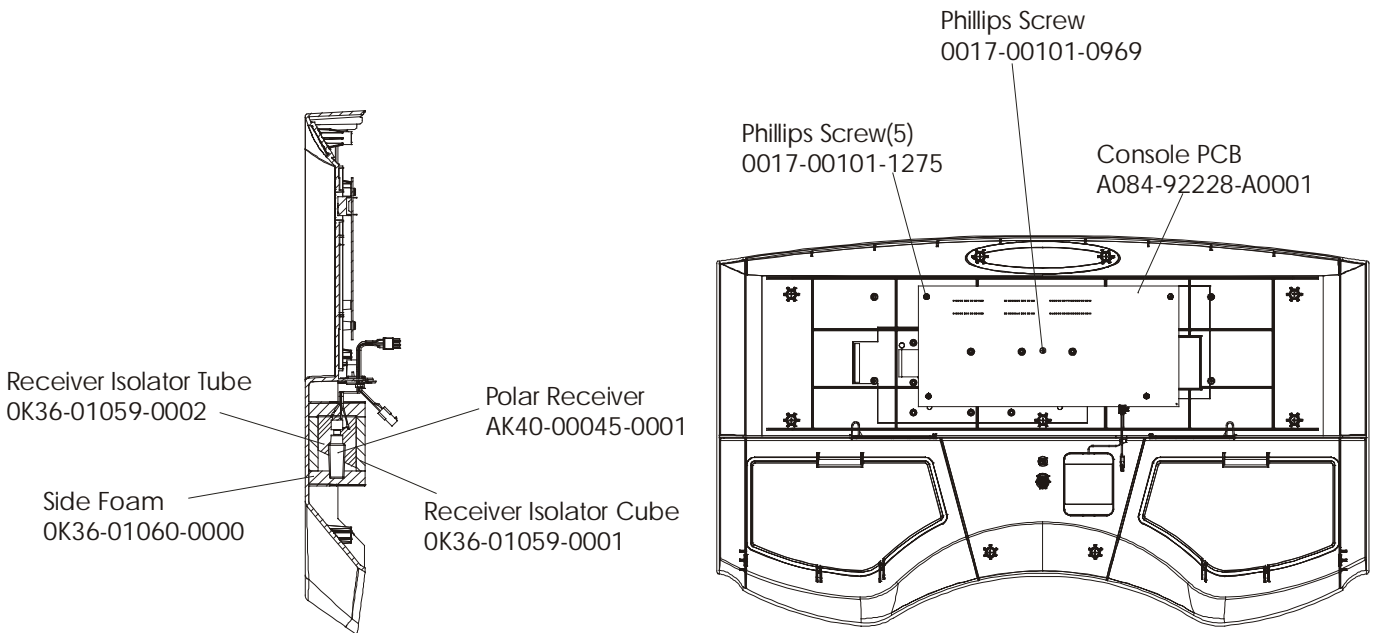 Phillips Screw
0017-00101-0969
Phillips Screw(5)
0017-00101-1275
Console PCB
A084-92228-A0001
Receiver Isolator Tube
0K36-01059-0002
Polar Receiver
AK40-00045-0001
Side Foam
0K36-01060-0000
Receiver Isolator Cube
0K36-01059-0001